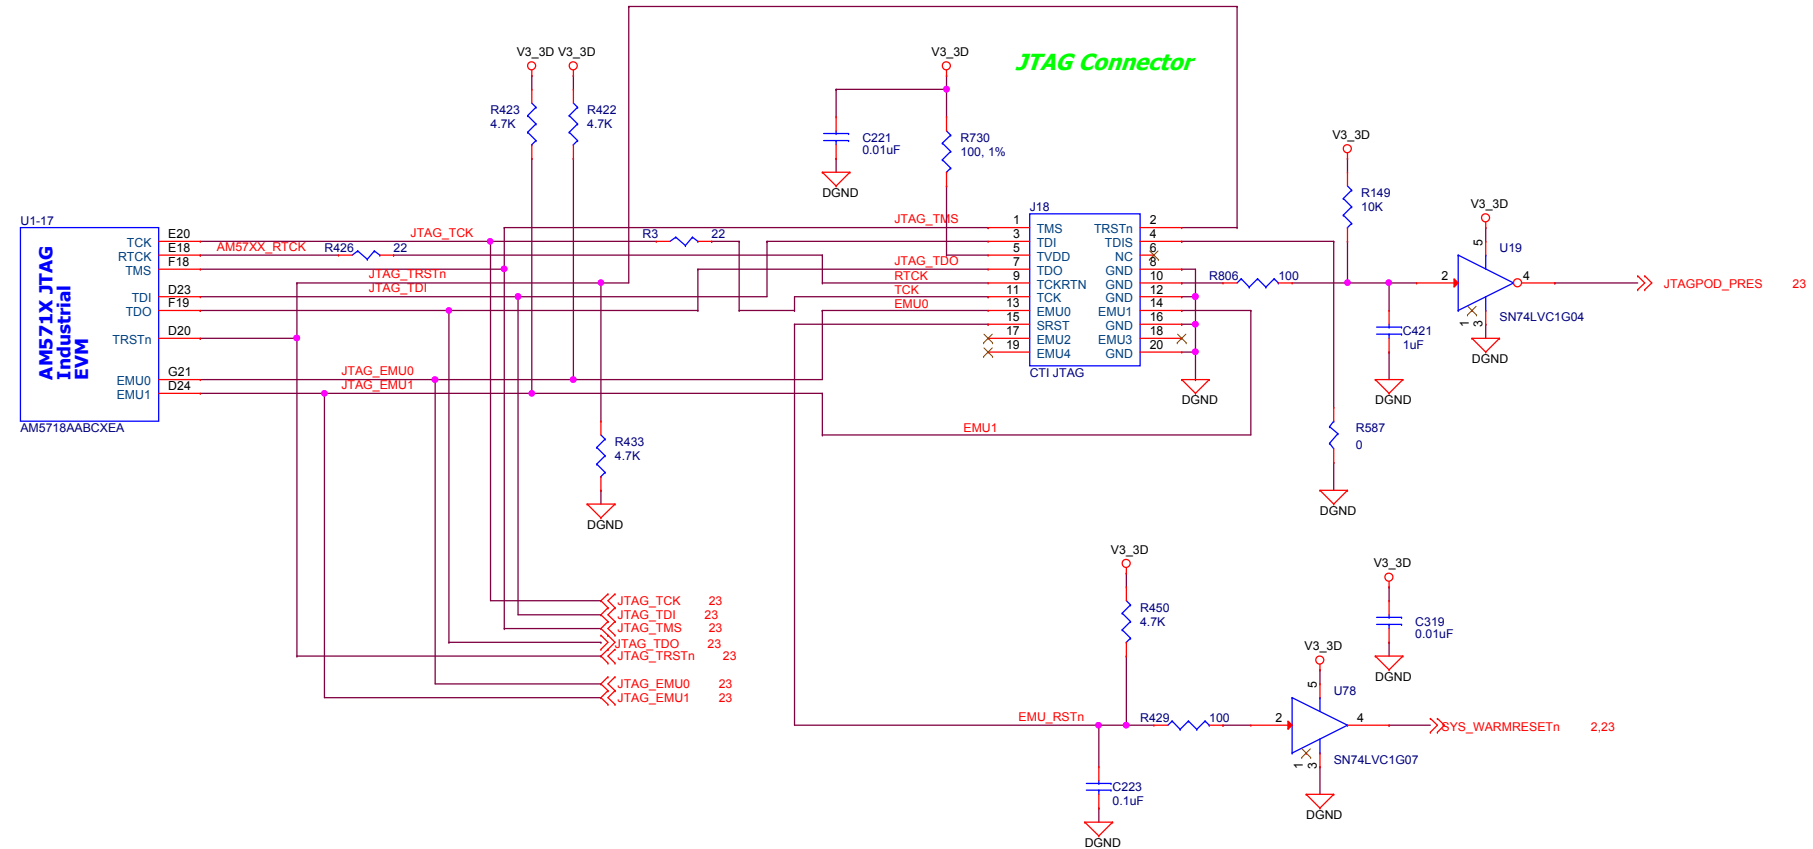 V3_3D V3_3D
V3_3D
JTAG Connector
R423
4.7K
R422
4.7K
C221
0.01uF
R730
100, 1%
DGND
V3_3D
R149
10K
V3_3D
U1-17
AM571X JTAG
Industrial
EVM
AM5718AABCXEA
TCK E20
RTCK E18
TMS F18
TDI D23
TDO F19
TRSTn D20
EMU0 G21
EMU1 D24
JTAG_TCK
AM57XX_RTCK
R426 22
JTAG_TRSTn
JTAG_TDI
JTAG_EMU0
JTAG_EMU1
R3 22
JTAG_TMS
JTAG_TDO
RTCK
TCK
EMU0
J18
1 TMS TRSTn 2
3 TDI TDIS 4
5 TVDD NC 6
7 TDO GND 8
9 TCKRTN GND 10
11 TCK GND 12
13 EMU0 EMU1 14
15 SRST GND 16
17 EMU2 EMU3 18
19 EMU4 GND 20
CTI JTAG
DGND
EMU1
R806 100
5
U19
2 4
1 3
SN74LVC1G04
DGND
JTAGPOD_PRES 23
C421
1uF
DGND
R587
0
DGND
R433
4.7K
DGND
JTAG_TCK 23
JTAG_TDI 23
JTAG_TMS 23
JTAG_TDO 23
JTAG_TRSTn 23
JTAG_EMU0 23
JTAG_EMU1 23
V3_3D
R450
4.7K
V3_3D
C319
0.01uF
DGND
V3_3D
5
U78
EMU_RSTn
R429 100
2 4
1 3
SN74LVC1G07
DGND
SYS_WARMRESETn 2,23
C223
0.1uF
DGND